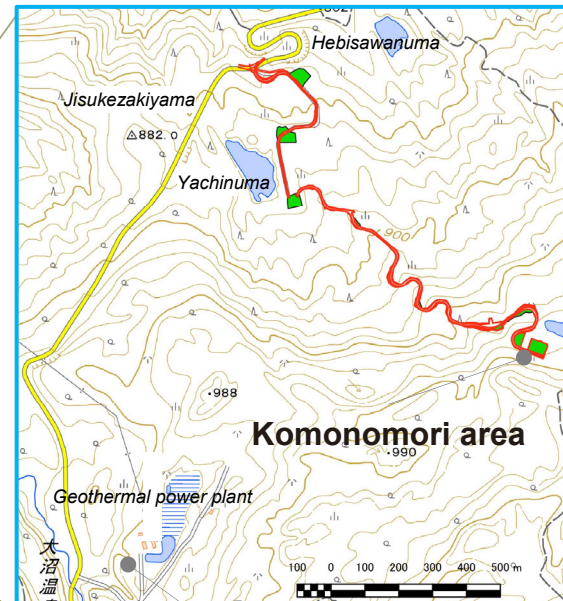 Hebisawanuma
Jisukezakiyama
△882.0
Yachinuma
900
988
Komonomori area
990
Geothermal power plant
大沼温
100 0 100 200 300 400 500 m